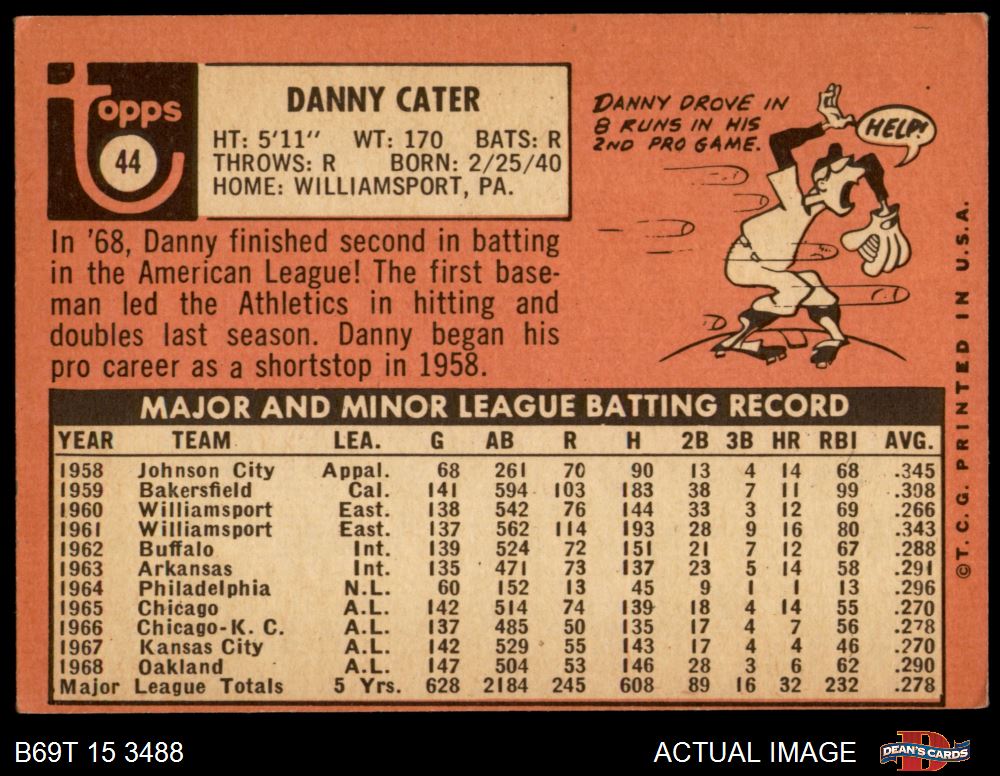 Topps
44
DANNY CATER
HT: 5'11" WT: 170 BATS: R
THROWS: R BORN: 2/25/40
HOME: WILLIAMSPORT, PA.
DANNY DROVE IN
8 RUNS IN HIS
2ND PRO GAME.
HELP!
In '68, Danny finished second in batting
in the American League! The first base-
man led the Athletics in hitting and
doubles last season. Danny began his
pro career as a shortstop in 1958.
MAJOR AND MINOR LEAGUE BATTING RECORD
YEAR TEAM LEA. G AB R H 2B 3B HR RBI AVG.
1958 Johnson City Appal. 68 261 70 90 13 4 14 68 .345
1959 Bakersfield Cal. 141 594 103 183 38 7 11 99 .308
1960 Williamsport East. 138 542 76 144 33 3 12 69 .266
1961 Williamsport East. 137 562 114 193 28 9 16 80 .343
1962 Buffalo Int. 139 524 72 151 21 7 12 67 .288
1963 Arkansas Int. 135 471 73 137 23 5 14 58 .291
1964 Philadelphia N.L. 60 152 13 45 9 1 1 13 .296
1965 Chicago A.L. 142 514 74 139 18 4 14 55 .270
1966 Chicago-K. C. A.L. 137 485 50 135 17 4 7 56 .278
1967 Kansas City A.L. 142 529 55 143 17 4 4 46 .270
1968 Oakland A.L. 147 504 53 146 28 3 6 62 .290
Major League Totals 5 Yrs. 628 2184 245 608 89 16 32 232 .278
©T.C.G. PRINTED IN U.S.A.
B69T 15 3488
ACTUAL IMAGE
D
DEAN'S CARDS